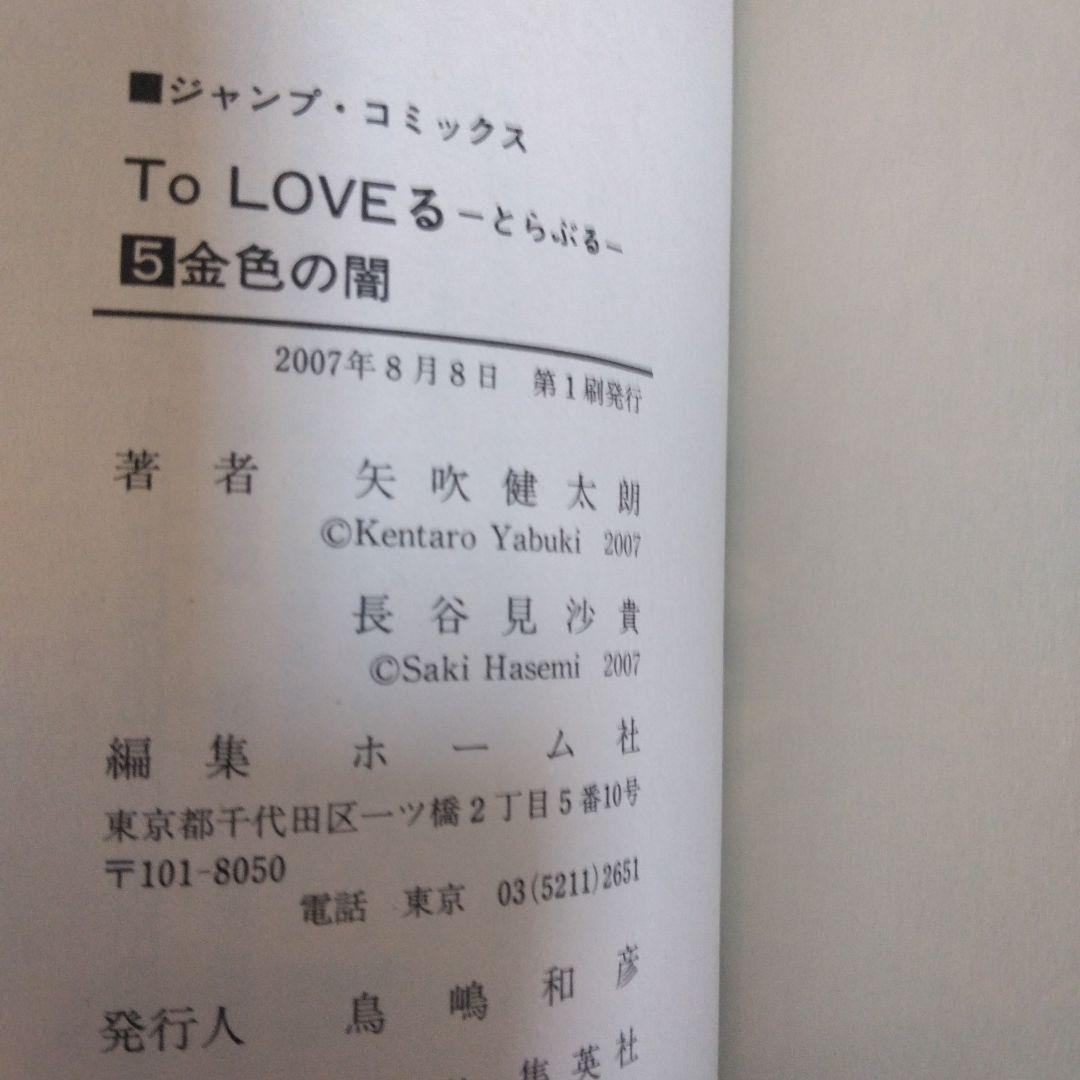 ■ジャンプ・コミックス
To LOVEる ーとらぶるー
5金色の闇
2007年8月8日 第1刷発行
著者 矢吹健太朗
©Kentaro Yabuki 2007
長谷見沙貴
©Saki Hasemi 2007
編集 ホーム社
東京都千代田区一ツ橋2丁目5番10号
〒101-8050
電話 東京 03(5211)2651
発行人 鳥嶋和彦
集英社